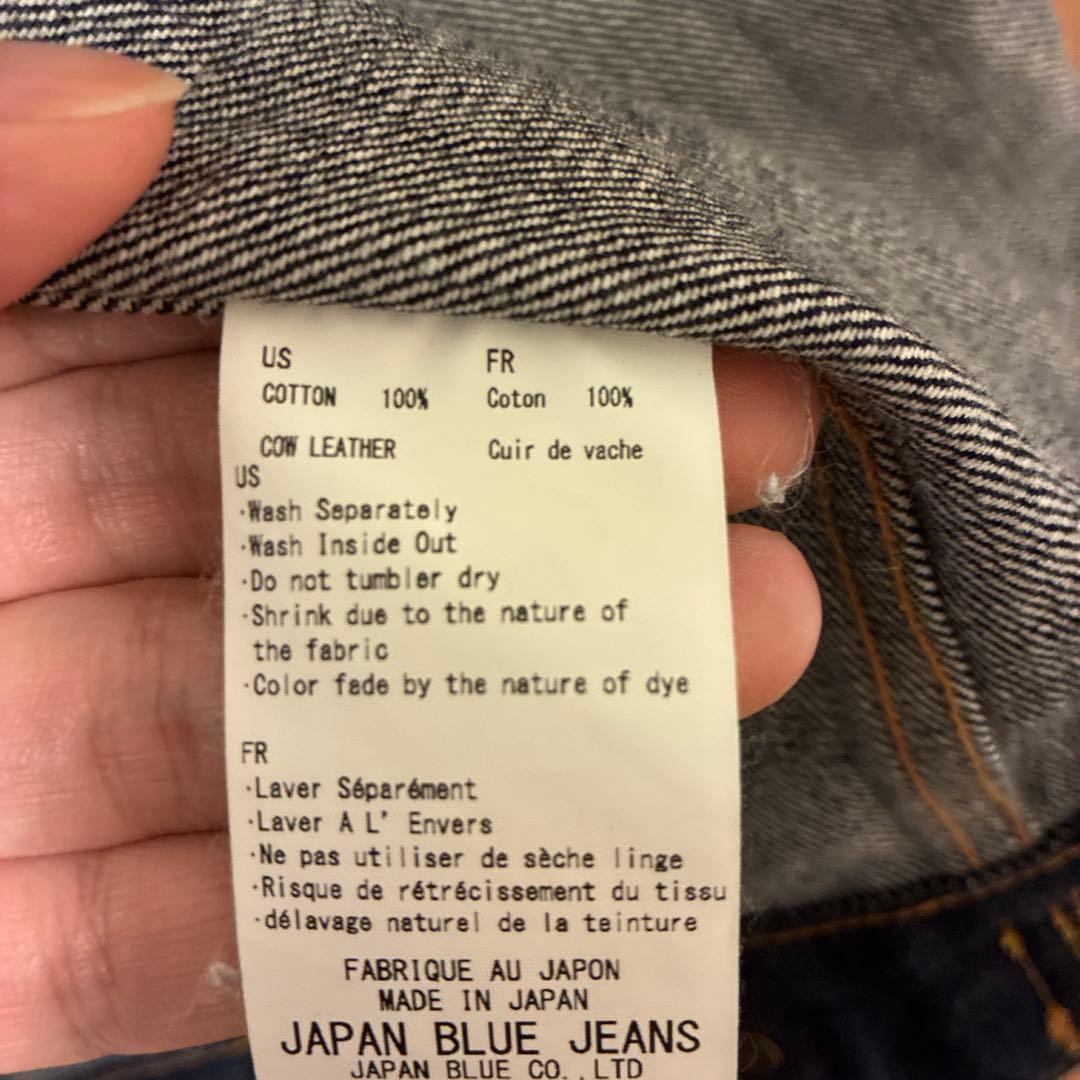 US FR
COTTON 100% Coton 100%
COW LEATHER Cuir de vache
US
·Wash Separately
·Wash Inside Out
·Do not tumbler dry
·Shrink due to the nature of
the fabric
·Color fade by the nature of dye
FR
·Laver Séparément
·Laver A L' Envers
·Ne pas utiliser de sèche linge
·Risque de rétrécissement du tissu
·délavage naturel de la teinture
FABRIQUE AU JAPON
MADE IN JAPAN
JAPAN BLUE JEANS
JAPAN BLUE CO.,LTD